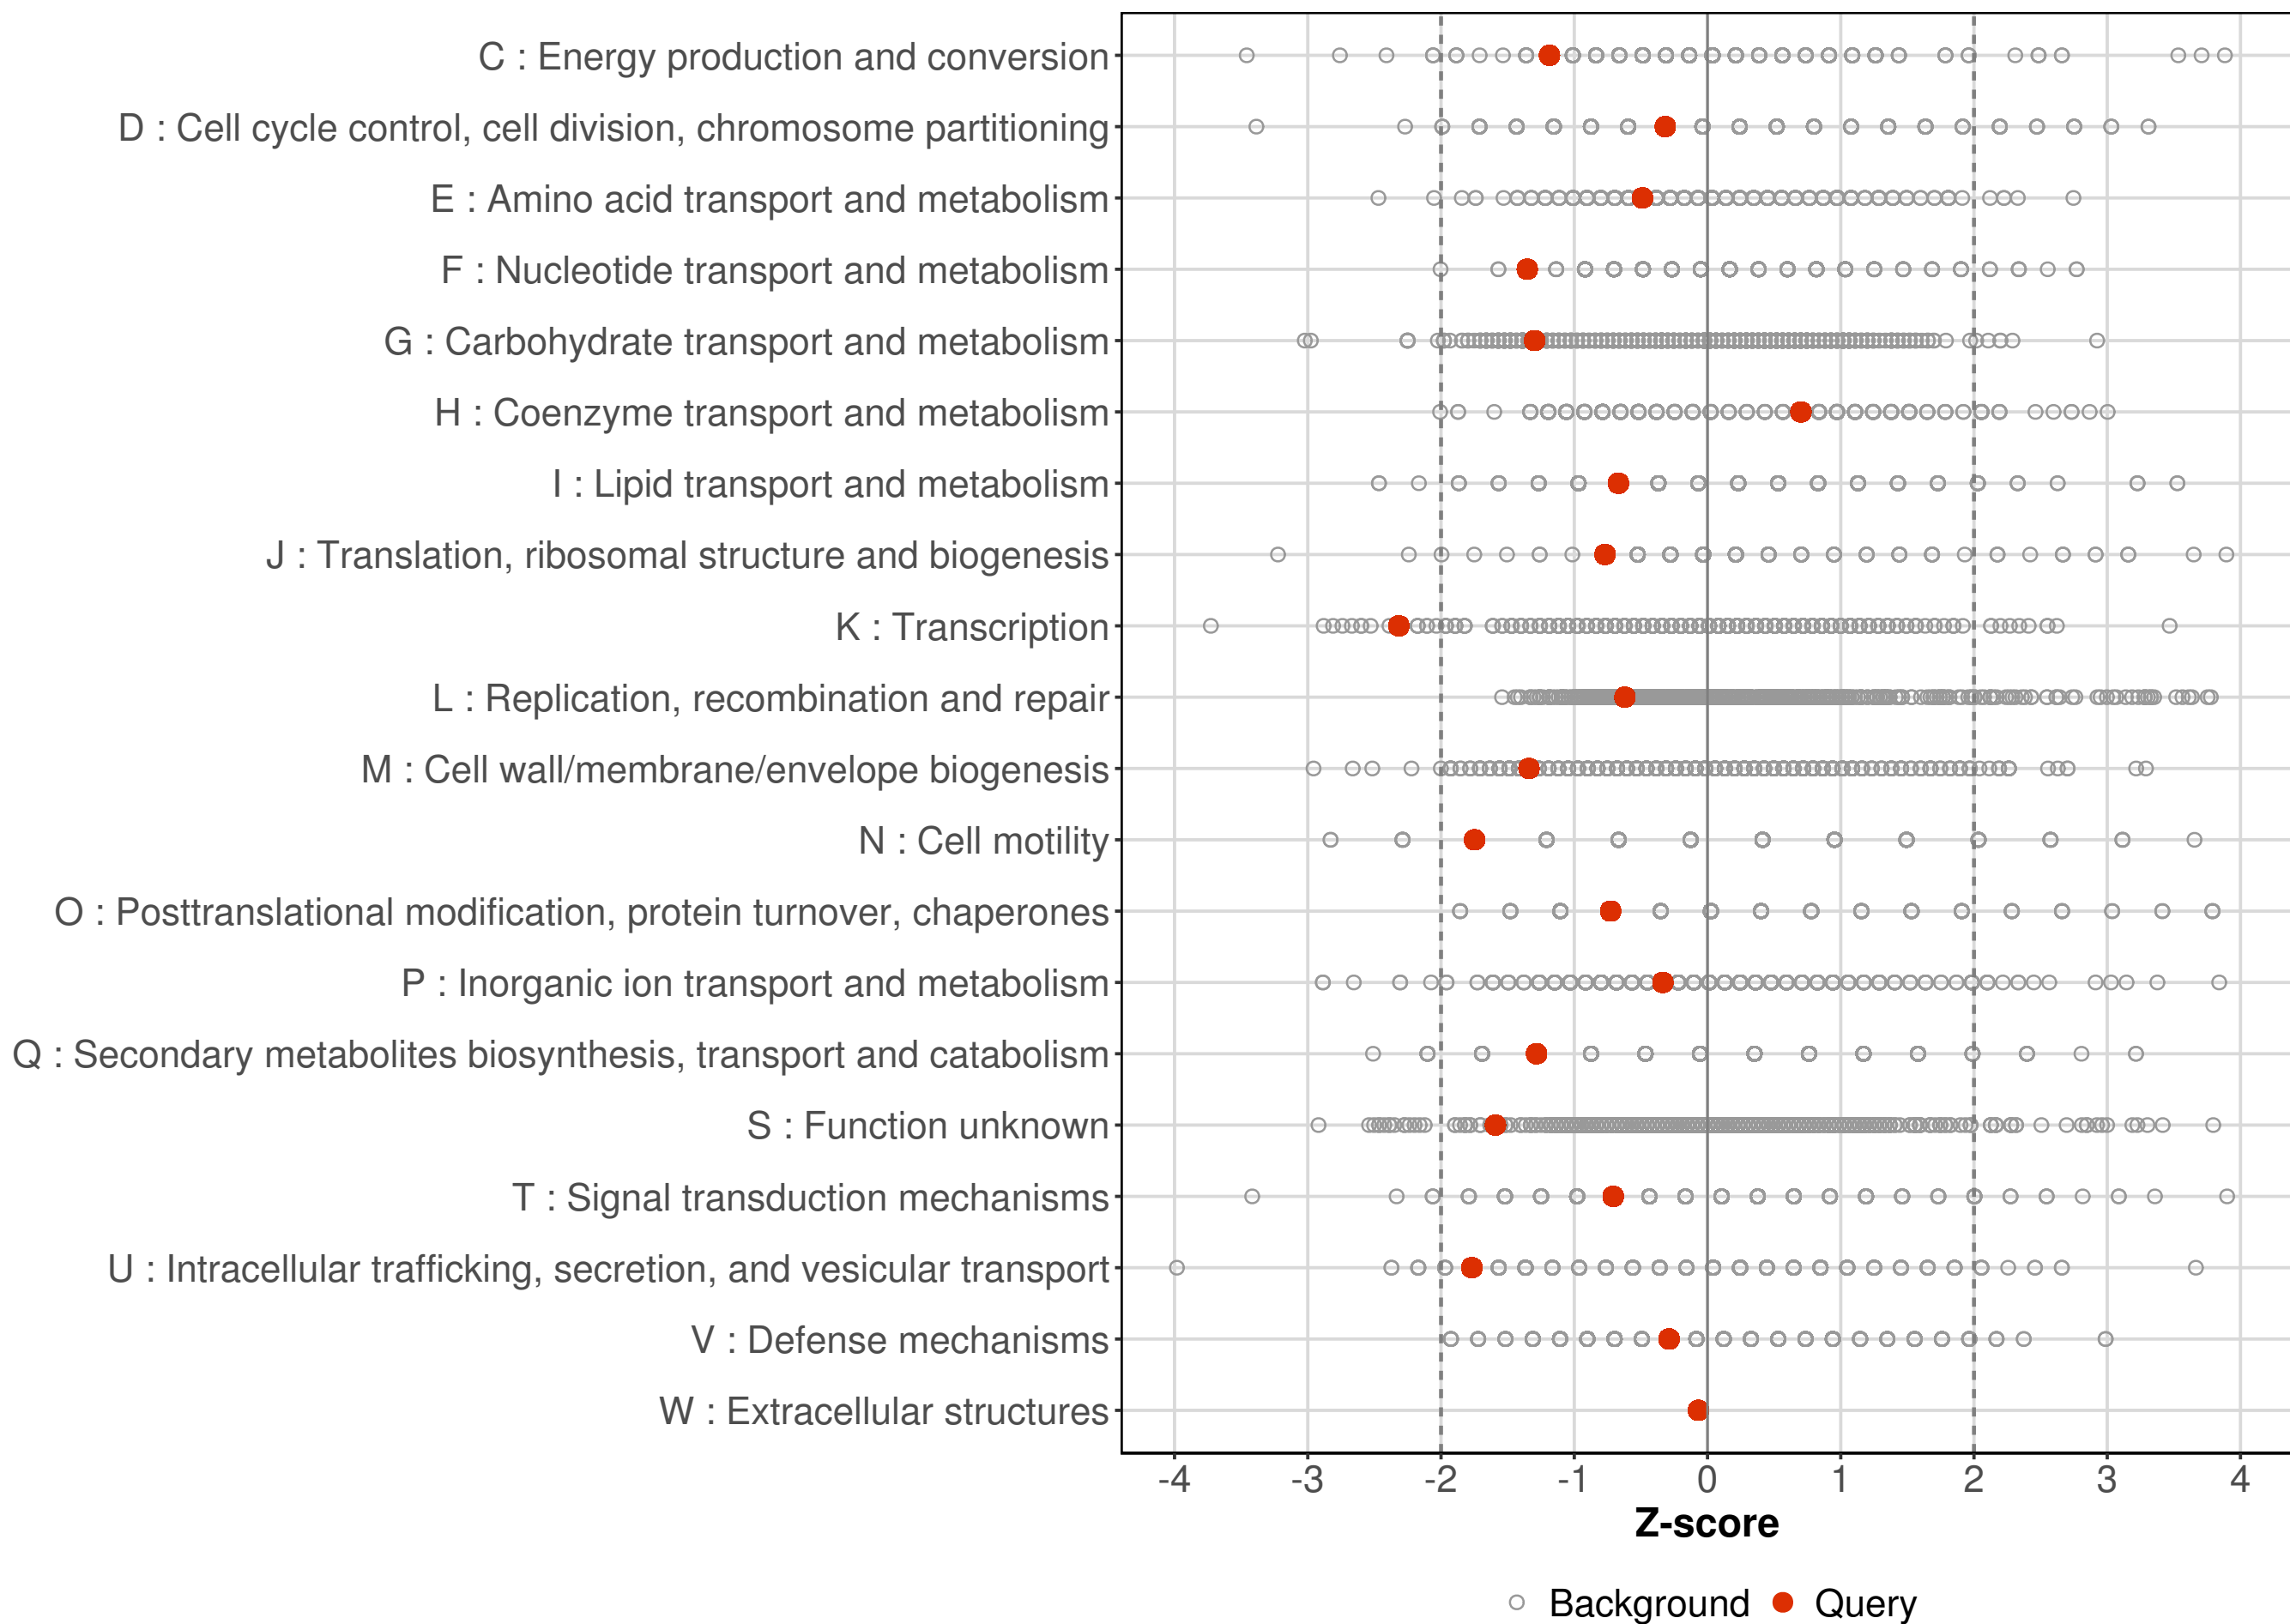 C : Energy production and conversion
D : Cell cycle control, cell division, chromosome partitioning
E : Amino acid transport and metabolism
F : Nucleotide transport and metabolism
G : Carbohydrate transport and metabolism
H : Coenzyme transport and metabolism
I : Lipid transport and metabolism
J : Translation, ribosomal structure and biogenesis
K : Transcription
L : Replication, recombination and repair
M : Cell wall/membrane/envelope biogenesis
N : Cell motility
O : Posttranslational modification, protein turnover, chaperones
P : Inorganic ion transport and metabolism
Q : Secondary metabolites biosynthesis, transport and catabolism
S : Function unknown
T : Signal transduction mechanisms
U : Intracellular trafficking, secretion, and vesicular transport
V : Defense mechanisms
W : Extracellular structures
-4 -3 -2 -1 0 1 2 3 4
Z-score
Background Query